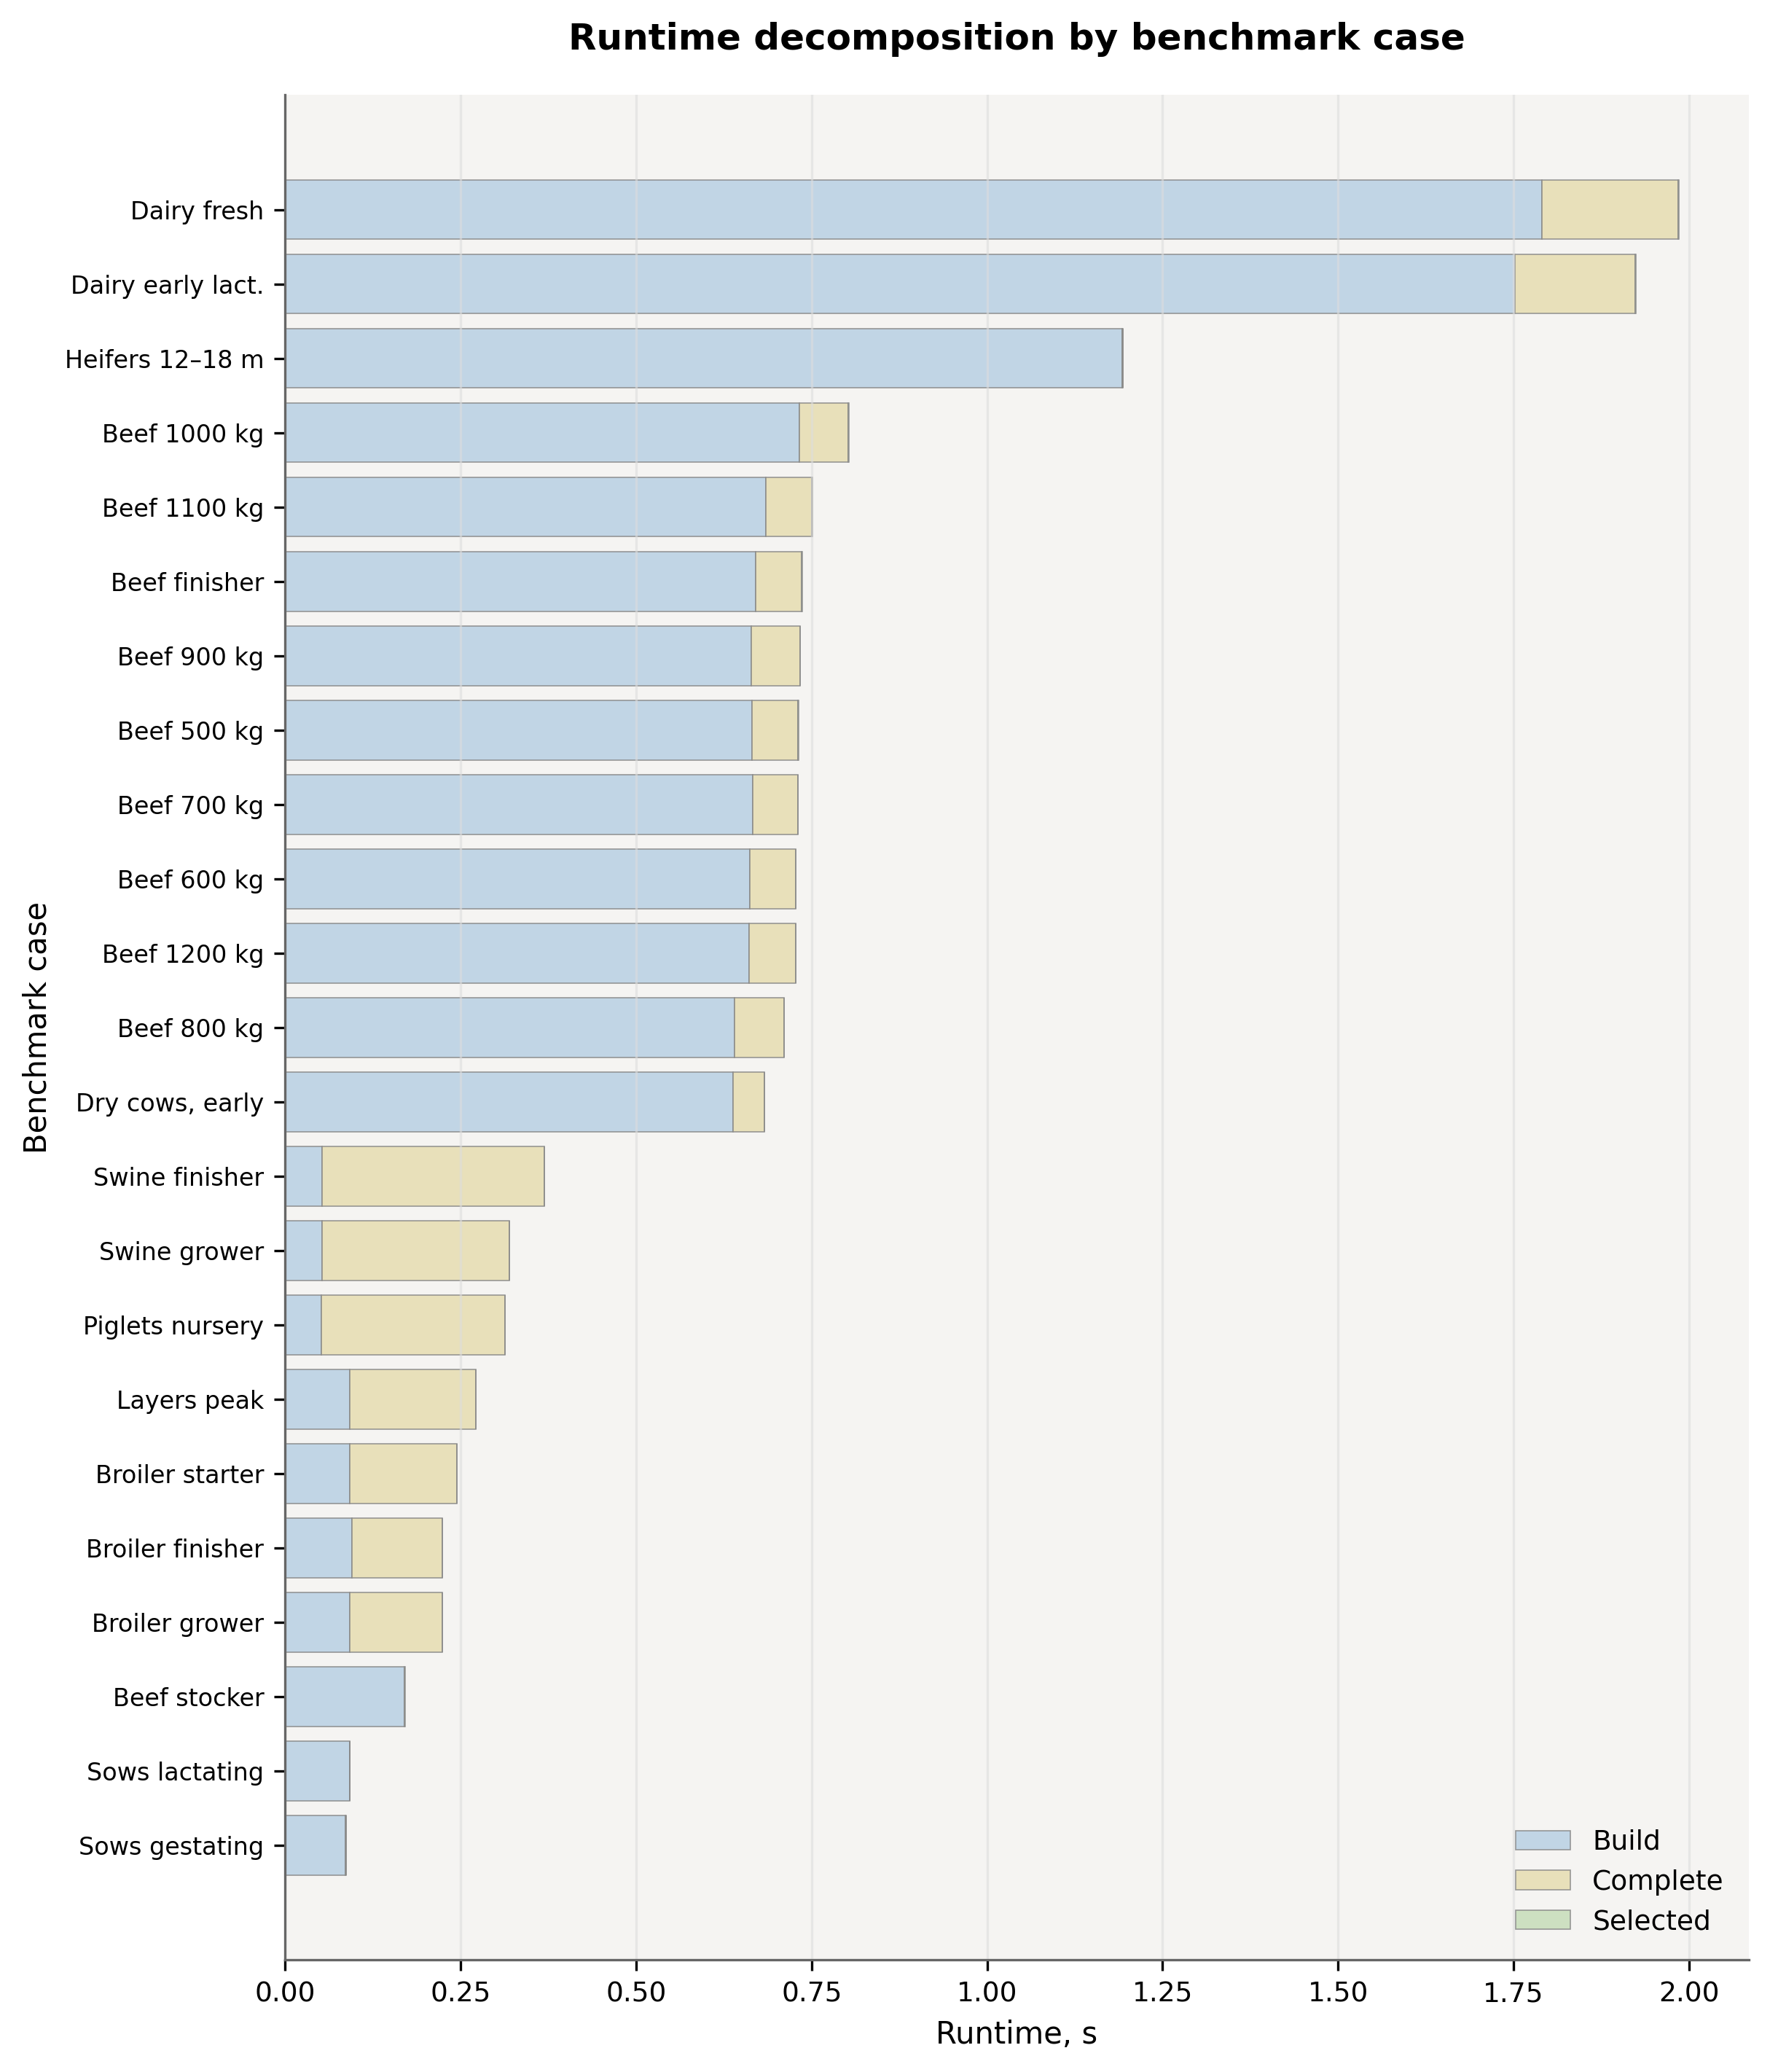 Runtime decomposition by benchmark case
Benchmark case
Dairy fresh
Dairy early lact.
Heifers 12–18 m
Beef 1000 kg
Beef 1100 kg
Beef finisher
Beef 900 kg
Beef 500 kg
Beef 700 kg
Beef 600 kg
Beef 1200 kg
Beef 800 kg
Dry cows, early
Swine finisher
Swine grower
Piglets nursery
Layers peak
Broiler starter
Broiler finisher
Broiler grower
Beef stocker
Sows lactating
Sows gestating
Build
Complete
Selected
0.00 0.25 0.50 0.75 1.00 1.25 1.50 1.75 2.00
Runtime, s